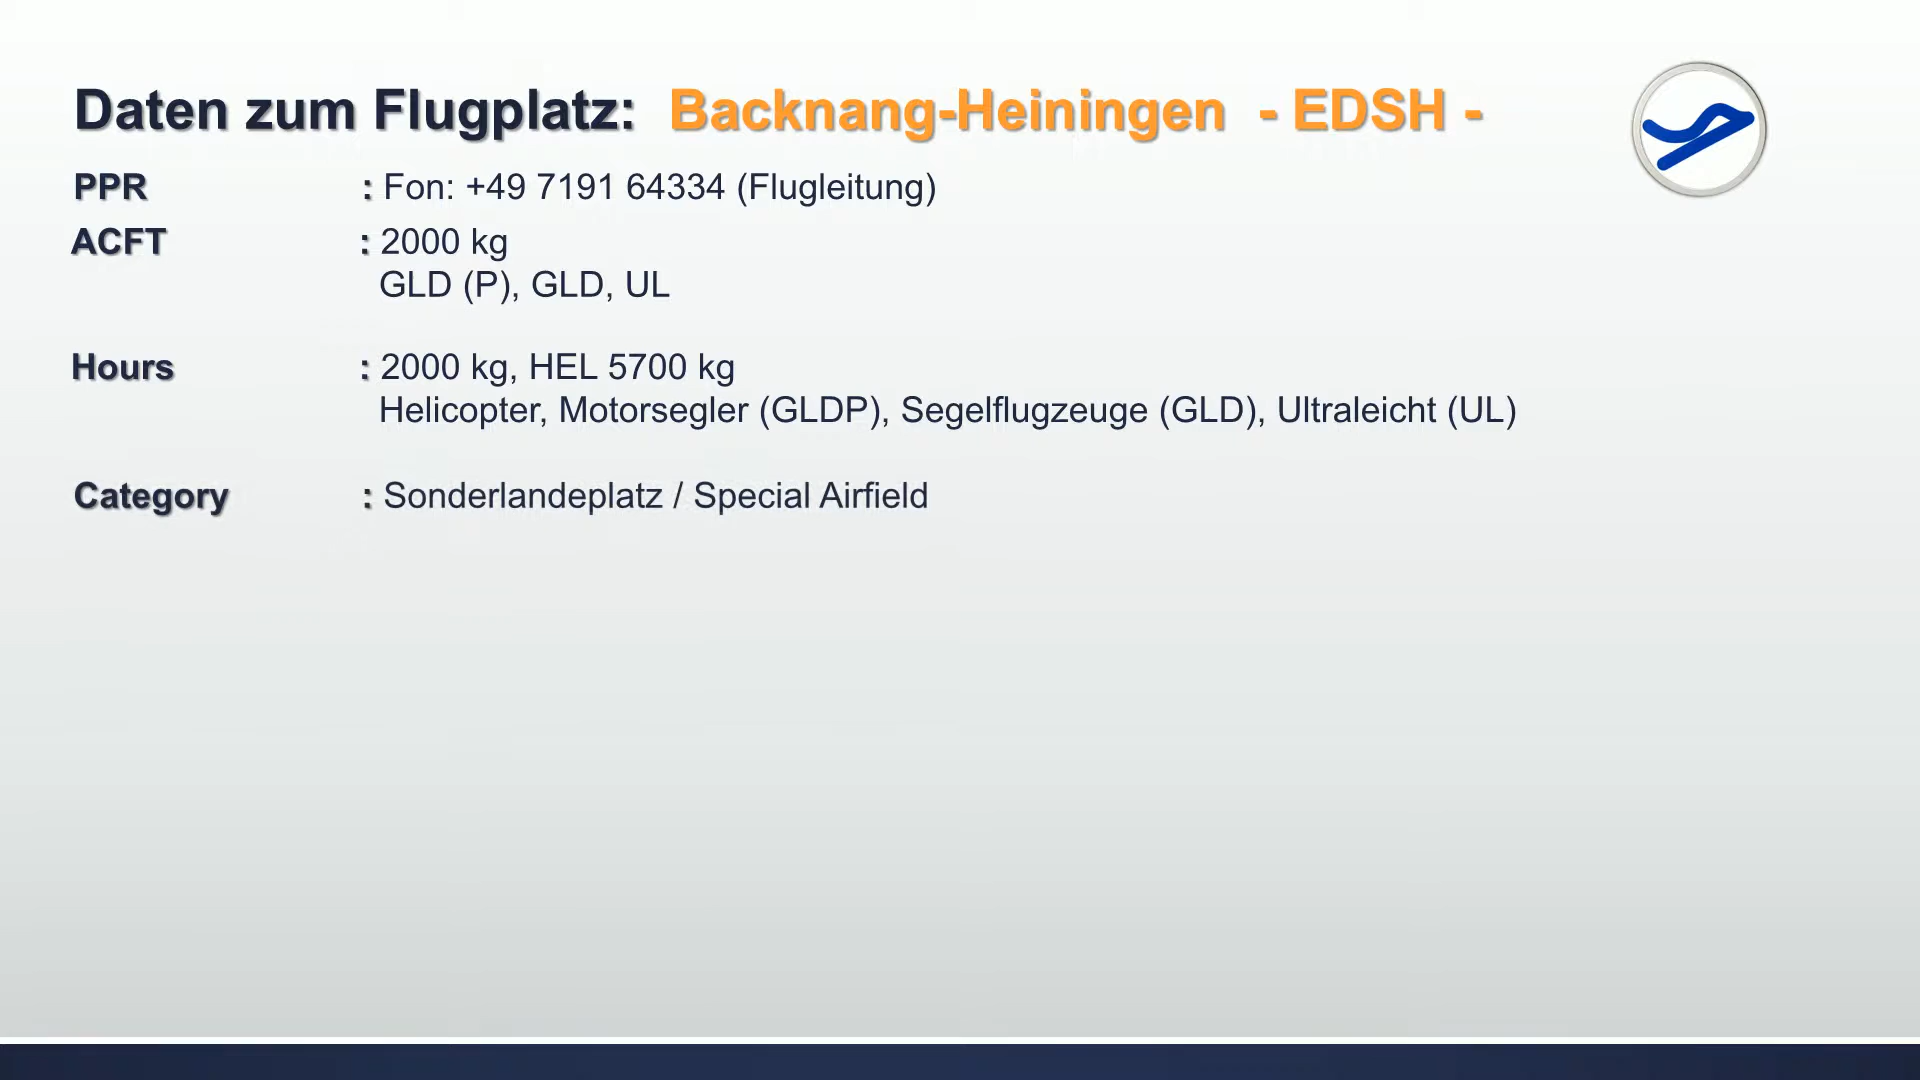 Daten zum Flugplatz: Backnang-Heiningen - EDSH -
PPR : Fon: +49 7191 64334 (Flugleitung)
ACFT : 2000 kg
GLD (P), GLD, UL
Hours : 2000 kg, HEL 5700 kg
Helicopter, Motorsegler (GLDP), Segelflugzeuge (GLD), Ultraleicht (UL)
Category : Sonderlandeplatz / Special Airfield